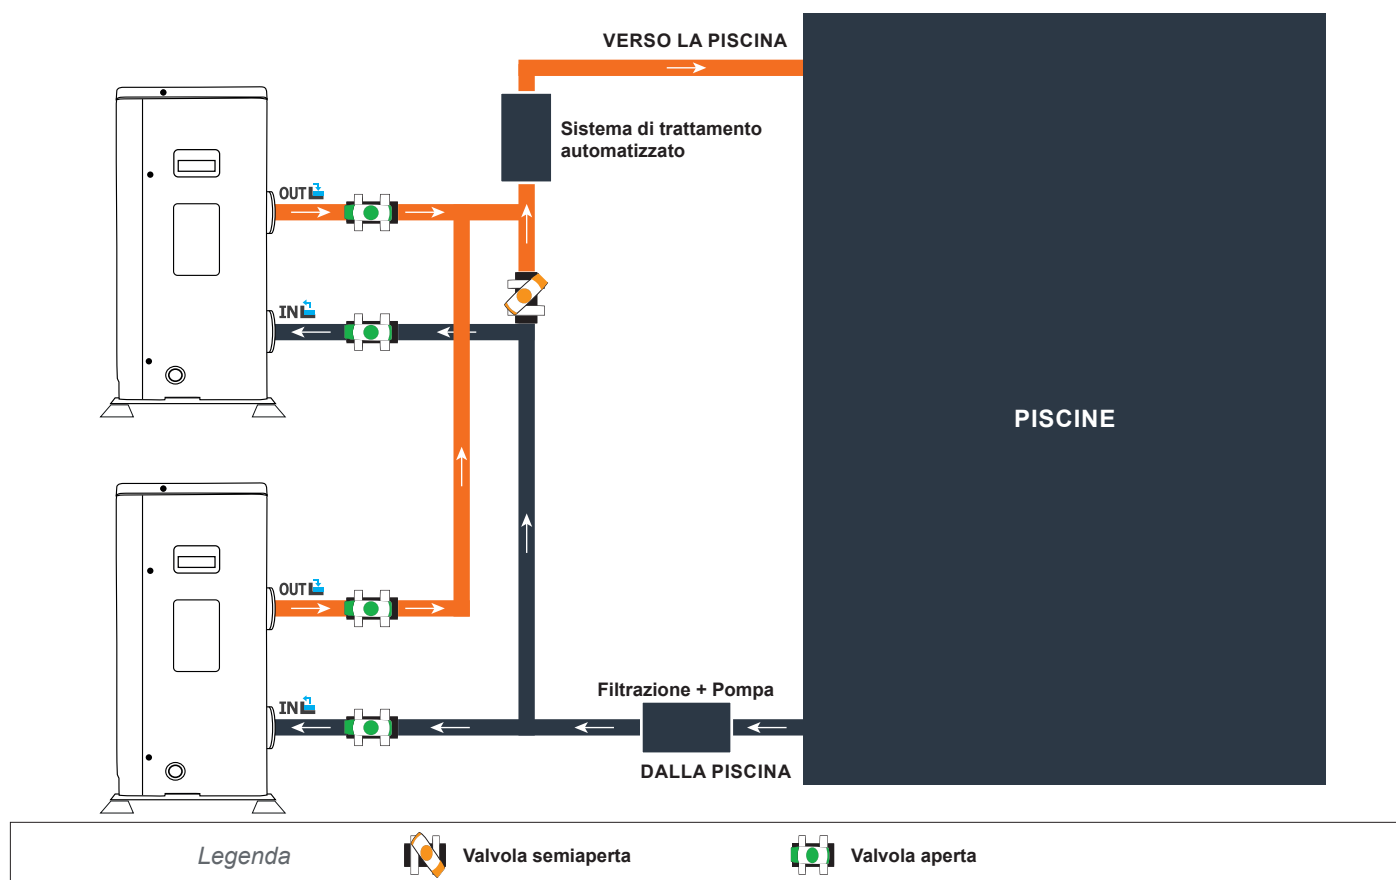 VERSO LA PISCINA
Sistema di trattamento
automatizzato
OUT
IN
PISCINE
OUT
IN
Filtrazione + Pompa
DALLA PISCINA
Legenda
Valvola semiaperta
Valvola aperta